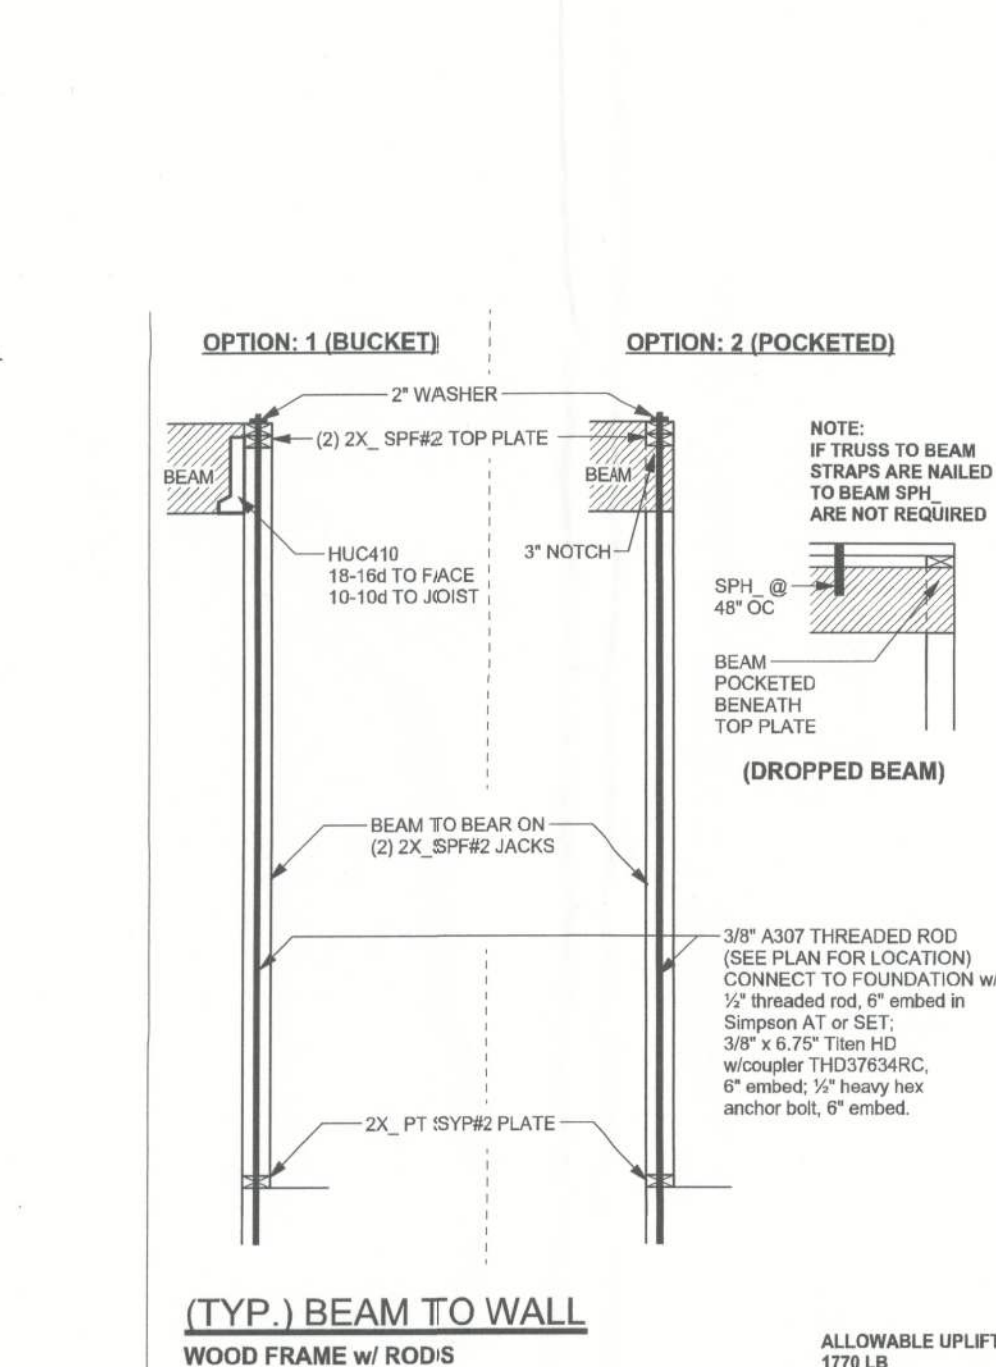 OPTION: 1 (BUCKET)
OPTION: 2 (POCKETED)
2" WASHER
(2) 2X_ SPF#2 TOP PLATE
BEAM
BEAM
HUC410
18-16d TO FACE
10-10d TO JOIST
3" NOTCH
NOTE:
IF TRUSS TO BEAM
STRAPS ARE NAILED
TO BEAM SPH_
ARE NOT REQUIRED
SPH_ @
48" OC
BEAM
POCKETED
BENEATH
TOP PLATE
(DROPPED BEAM)
BEAM TO BEAR ON
(2) 2X_SPF#2 JACKS
3/8" A307 THREADED ROD
(SEE PLAN FOR LOCATION)
CONNECT TO FOUNDATION w/
½" threaded rod, 6" embed in
Simpson AT or SET;
3/8" x 6.75" Titen HD
w/coupler THD37634RC,
6" embed; ½" heavy hex
anchor bolt, 6" embed.
2X_ PT SYP#2 PLATE
(TYP.) BEAM TO WALL
WOOD FRAME w/ RODS
ALLOWABLE UPLIFT
1770 LB